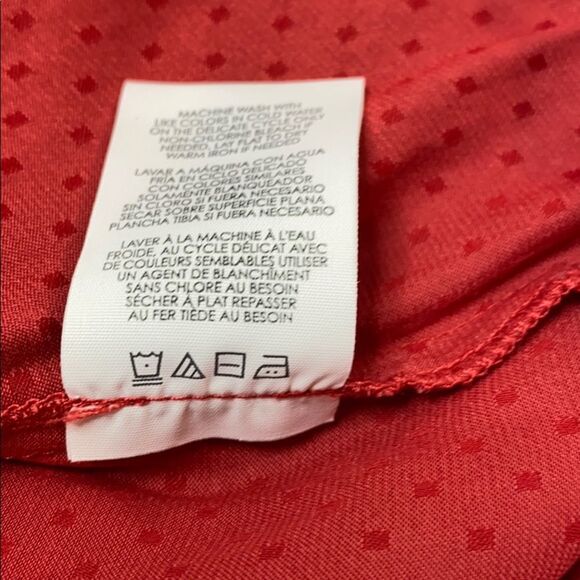 MACHINE WASH WITH
LIKE COLORS IN COLD WATER
ON THE DELICATE CYCLE ONLY
NON-CHLORINE BLEACH IF
NEEDED, LAY FLAT TO DRY
WARM IRON IF NEEDED
LAVAR A MÁQUINA CON AGUA
FRÍA EN CICLO DELICADO
CON COLORES SIMILARES
SOLAMENTE BLANQUEADOR
SIN CLORO SI FUERA NECESARIO
SECAR SOBRE SUPERFICIE PLANA
PLANCHA TIBIA SI FUERA NECESARIO
LAVER À LA MACHINE À L'EAU
FROIDE, AU CYCLE DÉLICAT AVEC
DE COULEURS SEMBLABLES UTILISER
UN AGENT DE BLANCHÎMENT
SANS CHLORE AU BESOIN
SÉCHER À PLAT REPASSER
AU FER TIÈDE AU BESOIN